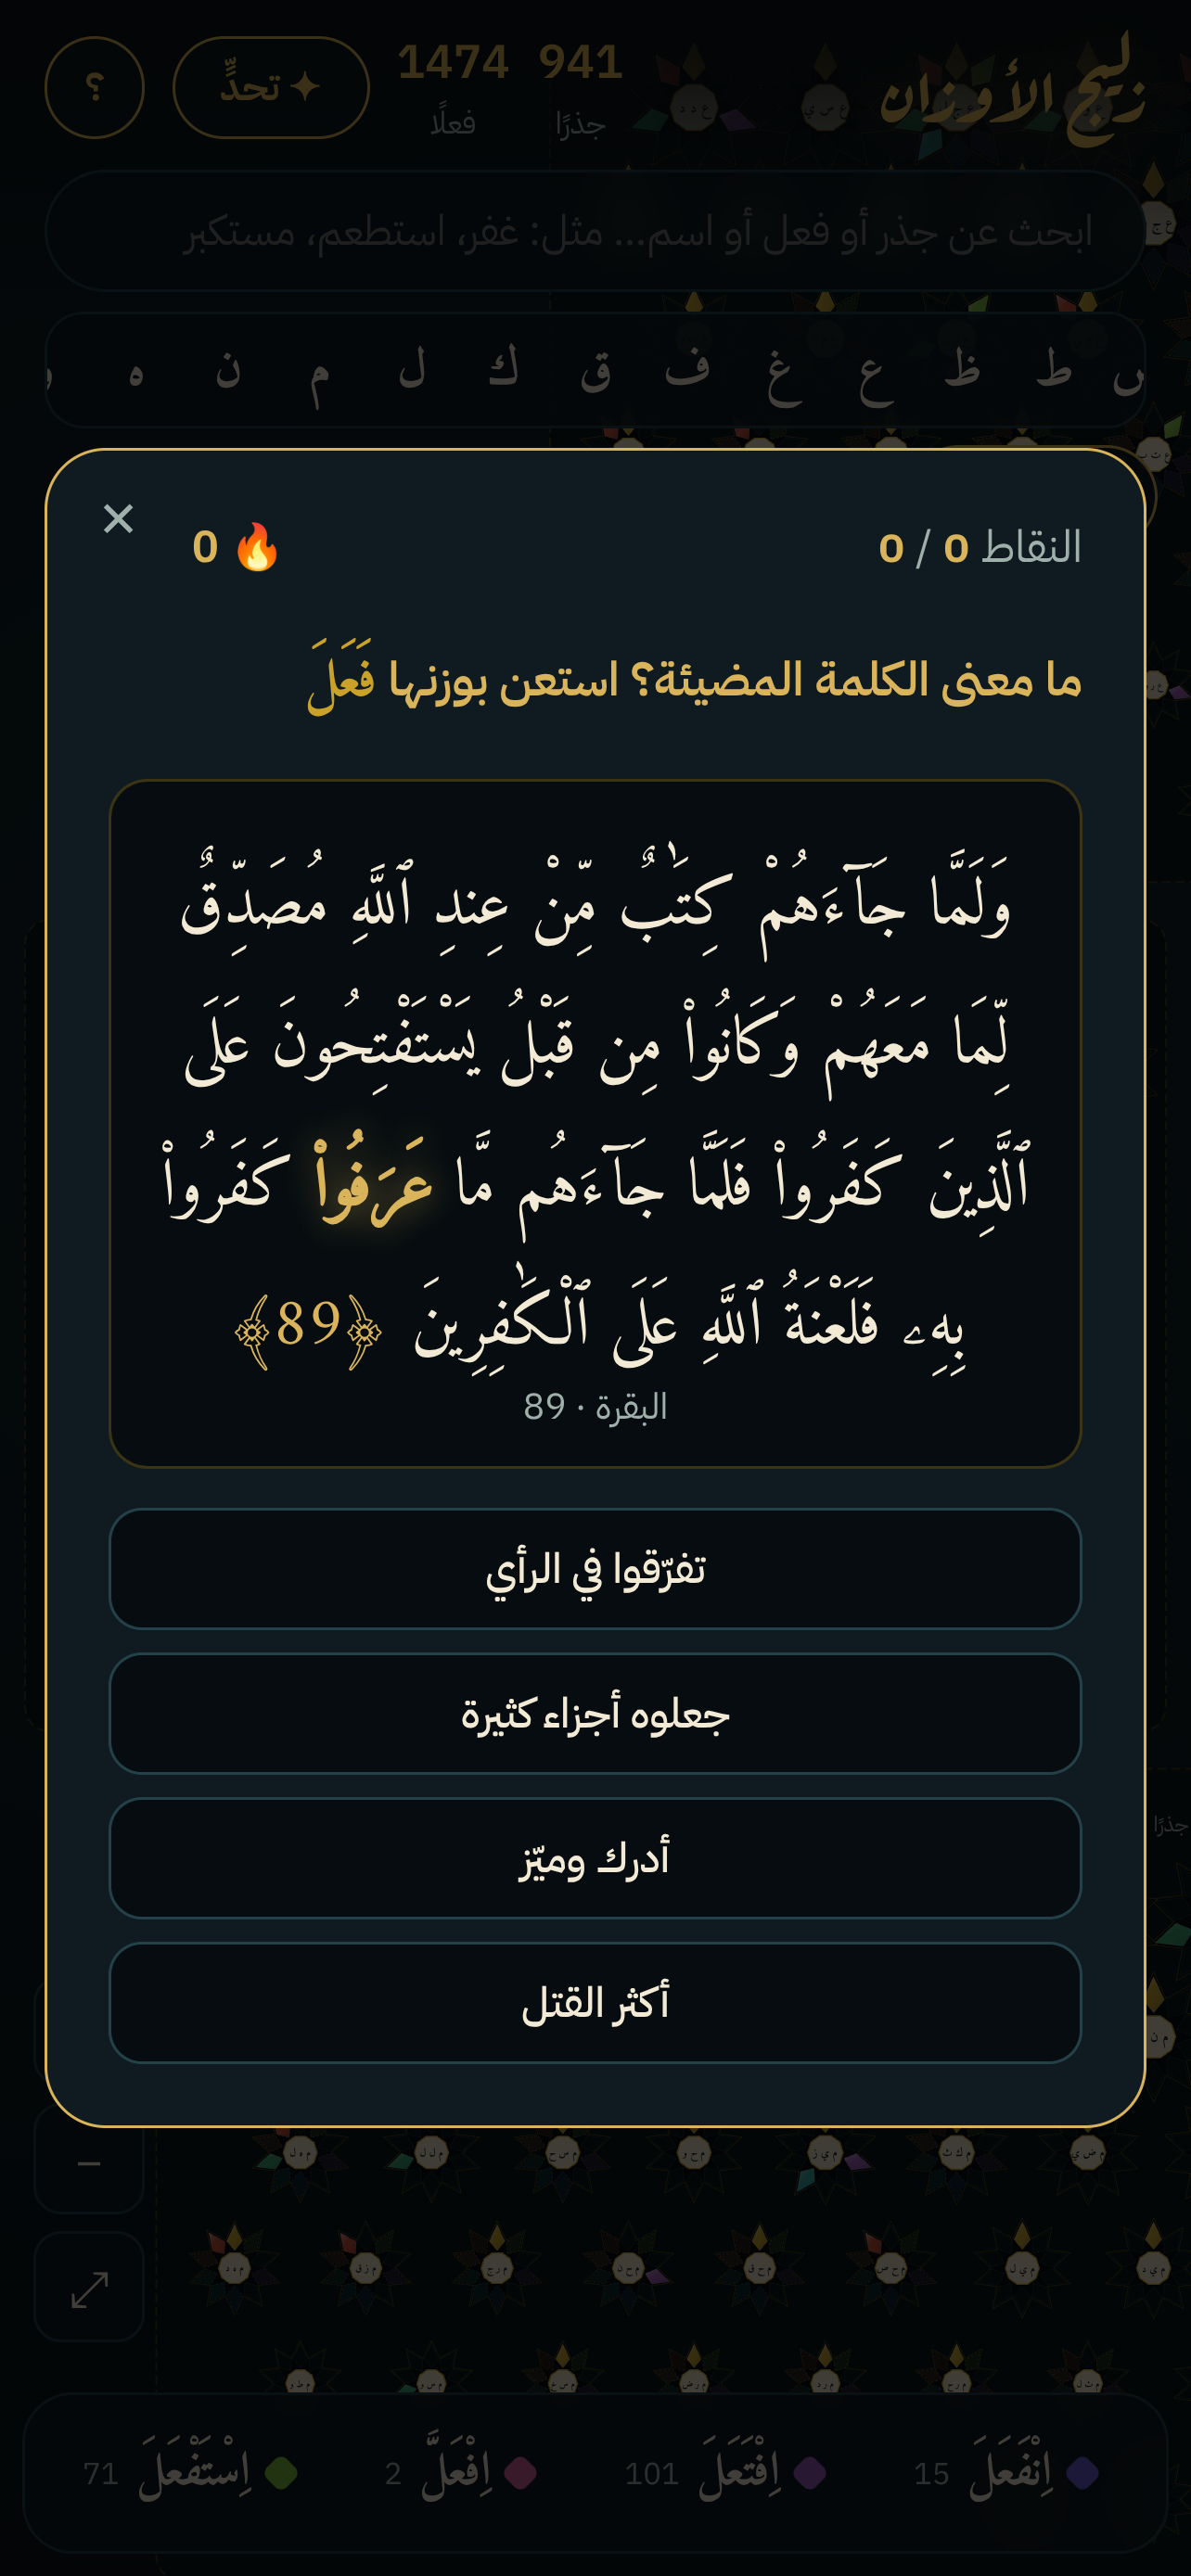 زليج الأوزان
941 1474 ✦ تحدٍّ ؟
جذرًا فعلًا
ابحث عن جذر أو فعل أو اسم... مثل: غفر، استطعم، مستكبر
ط ظ ع غ ف ق ك ل م ن ه و
النقاط 0 / 0 🔥 0 ✕
ما معنى الكلمة المضيئة؟ استعن بوزنها فَعَلَ
وَلَمَّا جَآءَهُمْ كِتَٰبٌ مِّنْ عِندِ ٱللَّهِ مُصَدِّقٌ
لِّمَا مَعَهُمْ وَكَانُوا۟ مِن قَبْلُ يَسْتَفْتِحُونَ عَلَى
ٱلَّذِينَ كَفَرُوا۟ فَلَمَّا جَآءَهُم مَّا عَرَفُوا۟ كَفَرُوا۟
بِهِۦ فَلَعْنَةُ ٱللَّهِ عَلَى ٱلْكَٰفِرِينَ ﴿89﴾
البقرة · 89
تفرّقوا في الرأي
جعلوه أجزاء كثيرة
أدرك وميّز
أكثر القتل
جذرًا
اِنْفَعَلَ 15 اِفْتَعَلَ 101 اِفْعَلَّ 2 اِسْتَفْعَلَ 71